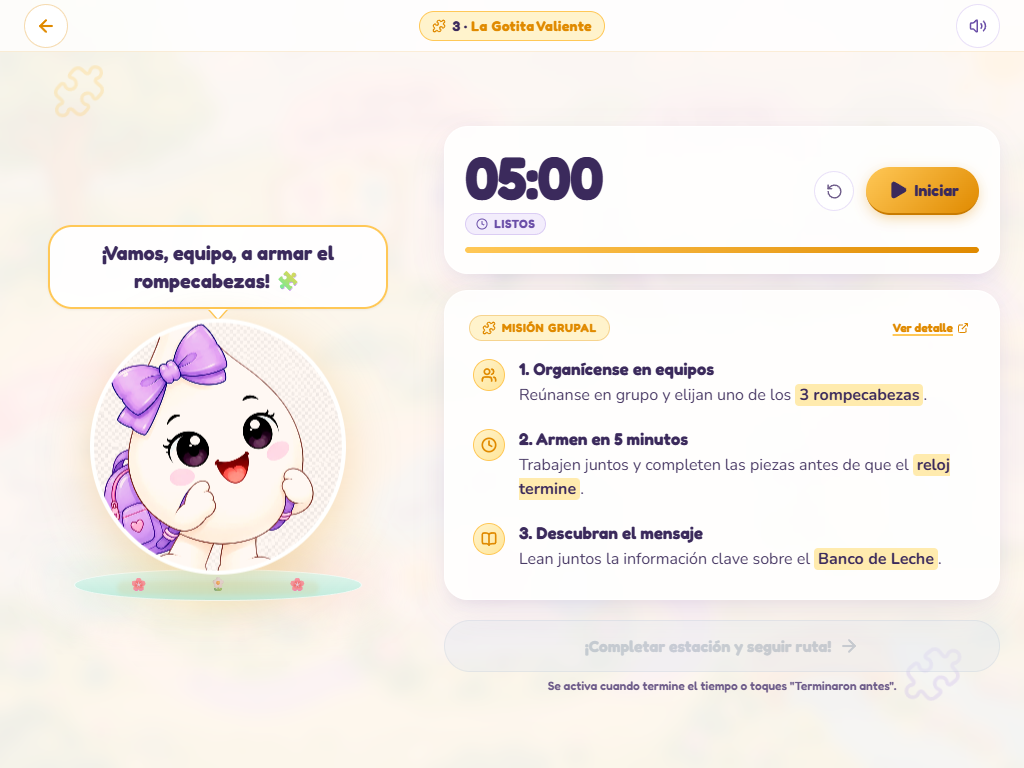 3 · La Gotita Valiente
¡Vamos, equipo, a armar el
rompecabezas!
05:00
LISTOS
Iniciar
MISIÓN GRUPAL
Ver detalle
1. Organícense en equipos
Reúnanse en grupo y elijan uno de los 3 rompecabezas.
2. Armen en 5 minutos
Trabajen juntos y completen las piezas antes de que el reloj
termine.
3. Descubran el mensaje
Lean juntos la información clave sobre el Banco de Leche.
¡Completar estación y seguir ruta!
Se activa cuando termine el tiempo o toques "Terminaron antes".